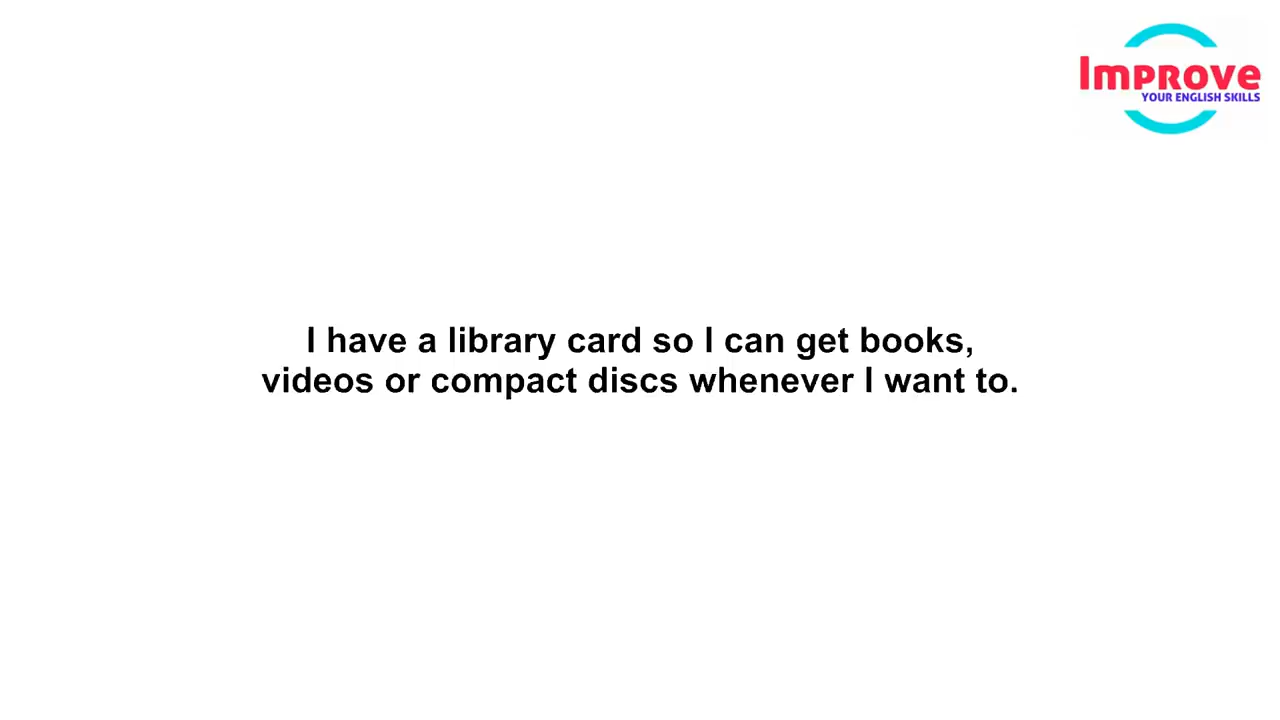 Improve
YOUR ENGLISH SKILLS
I have a library card so I can get books,
videos or compact discs whenever I want to.